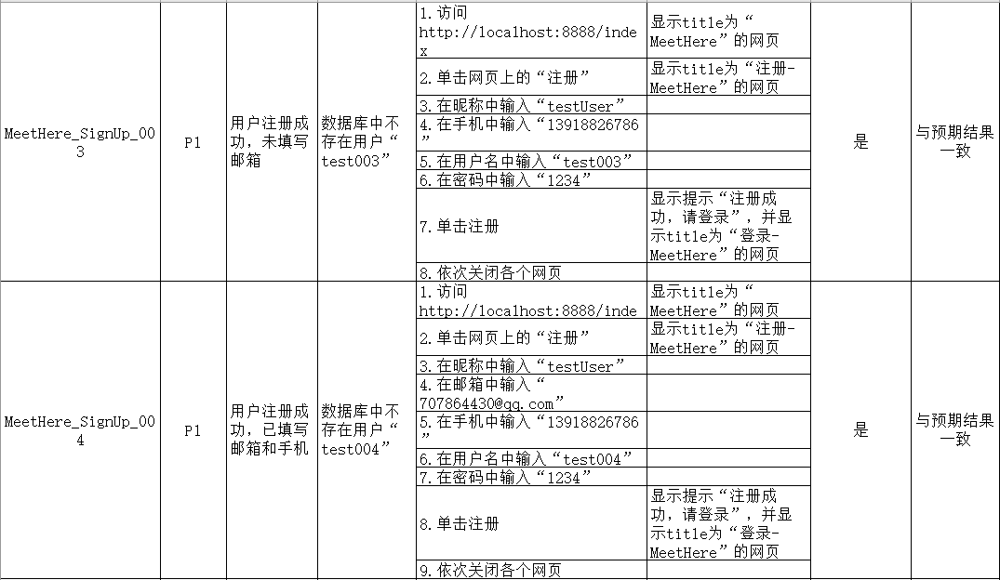 MeetHere_SignUp_00
3
P1
用户注册成
功，未填写
邮箱
数据库中不
存在用户“
test003”
1.访问
http://localhost:8888/inde
x
显示title为“
MeetHere”的网页
2.单击网页上的“注册”
显示title为“注册-
MeetHere”的网页
3.在昵称中输入“testUser”
4.在手机中输入“13918826786
”
5.在用户名中输入“test003”
6.在密码中输入“1234”
7.单击注册
显示提示“注册成
功，请登录”，并显
示title为“登录-
MeetHere”的网页
8.依次关闭各个网页
是
与预期结果
一致
MeetHere_SignUp_00
4
P1
用户注册成
功，已填写
邮箱和手机
数据库中不
存在用户“
test004”
1.访问
http://localhost:8888/inde
显示title为“
MeetHere”的网页
2.单击网页上的“注册”
显示title为“注册-
MeetHere”的网页
3.在昵称中输入“testUser”
4.在邮箱中输入“
707864430@qq.com”
5.在手机中输入“13918826786
”
6.在用户名中输入“test004”
7.在密码中输入“1234”
8.单击注册
显示提示“注册成
功，请登录”，并显
示title为“登录-
MeetHere”的网页
9.依次关闭各个网页
是
与预期结果
一致